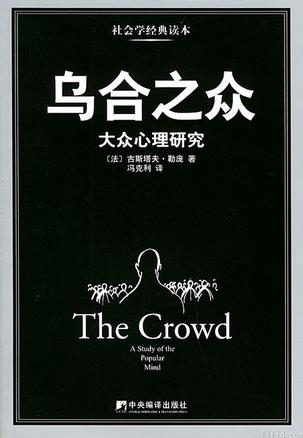 社会学经典读本
乌合之众
大众心理研究
〔法〕古斯塔夫·勒庞 著
冯克利 译
The Crowd
A Study of the
Popular
Mind
中央编译出版社